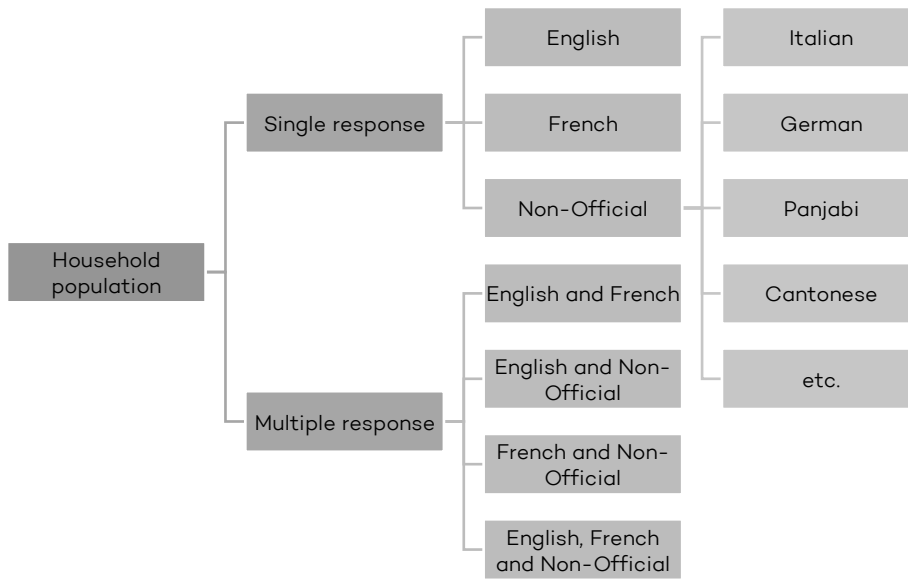 Household
population
Single response
Multiple response
English
French
Non-Official
English and French
English and Non-
Official
French and Non-
Official
English, French
and Non-Official
Italian
German
Panjabi
Cantonese
etc.